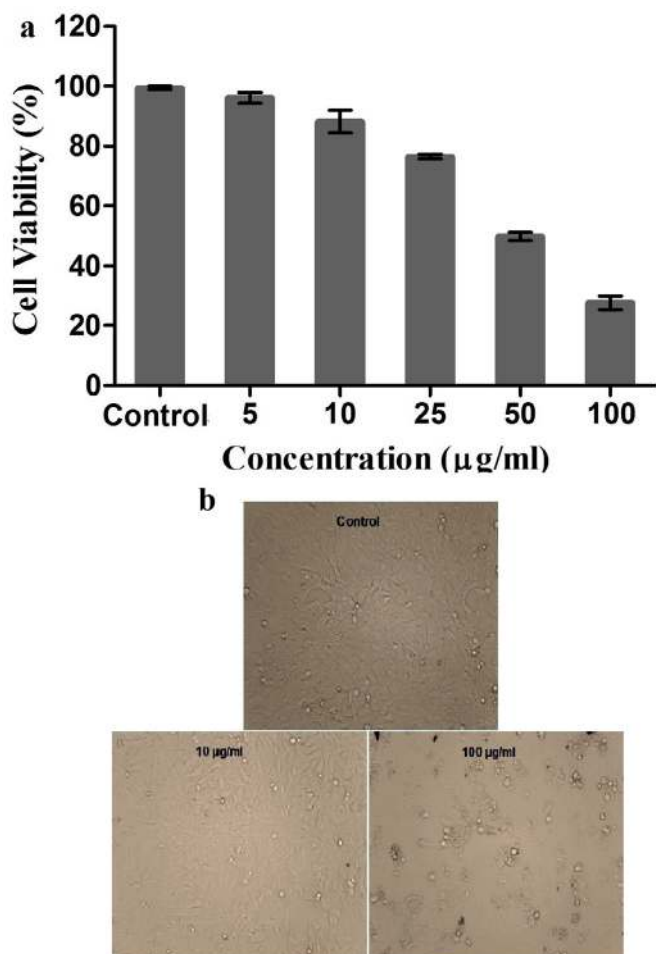 a
120
100
80
60
40
20
0
Cell Viability (%)
Control 5 10 25 50 100
Concentration (μg/ml)
b
Control
10 μg/ml
100 μg/ml